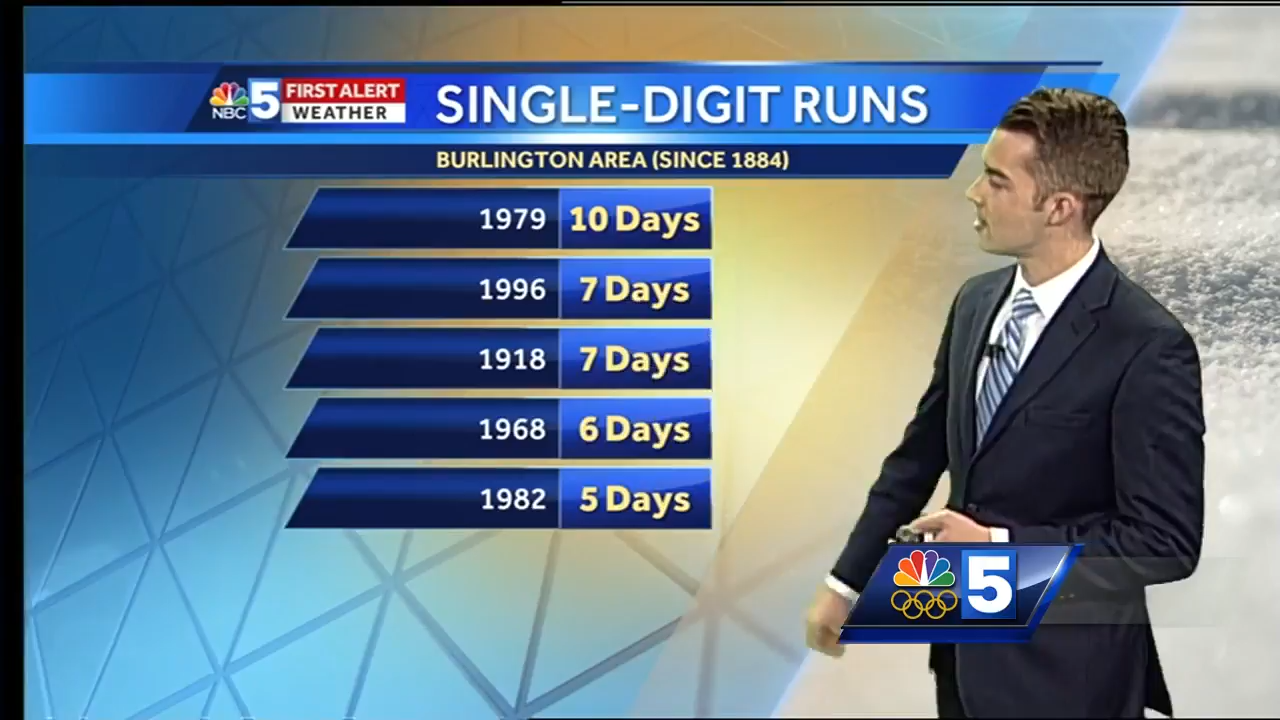 NBC 5 FIRST ALERT WEATHER
SINGLE-DIGIT RUNS
BURLINGTON AREA (SINCE 1884)
1979 10 Days
1996 7 Days
1918 7 Days
1968 6 Days
1982 5 Days
5